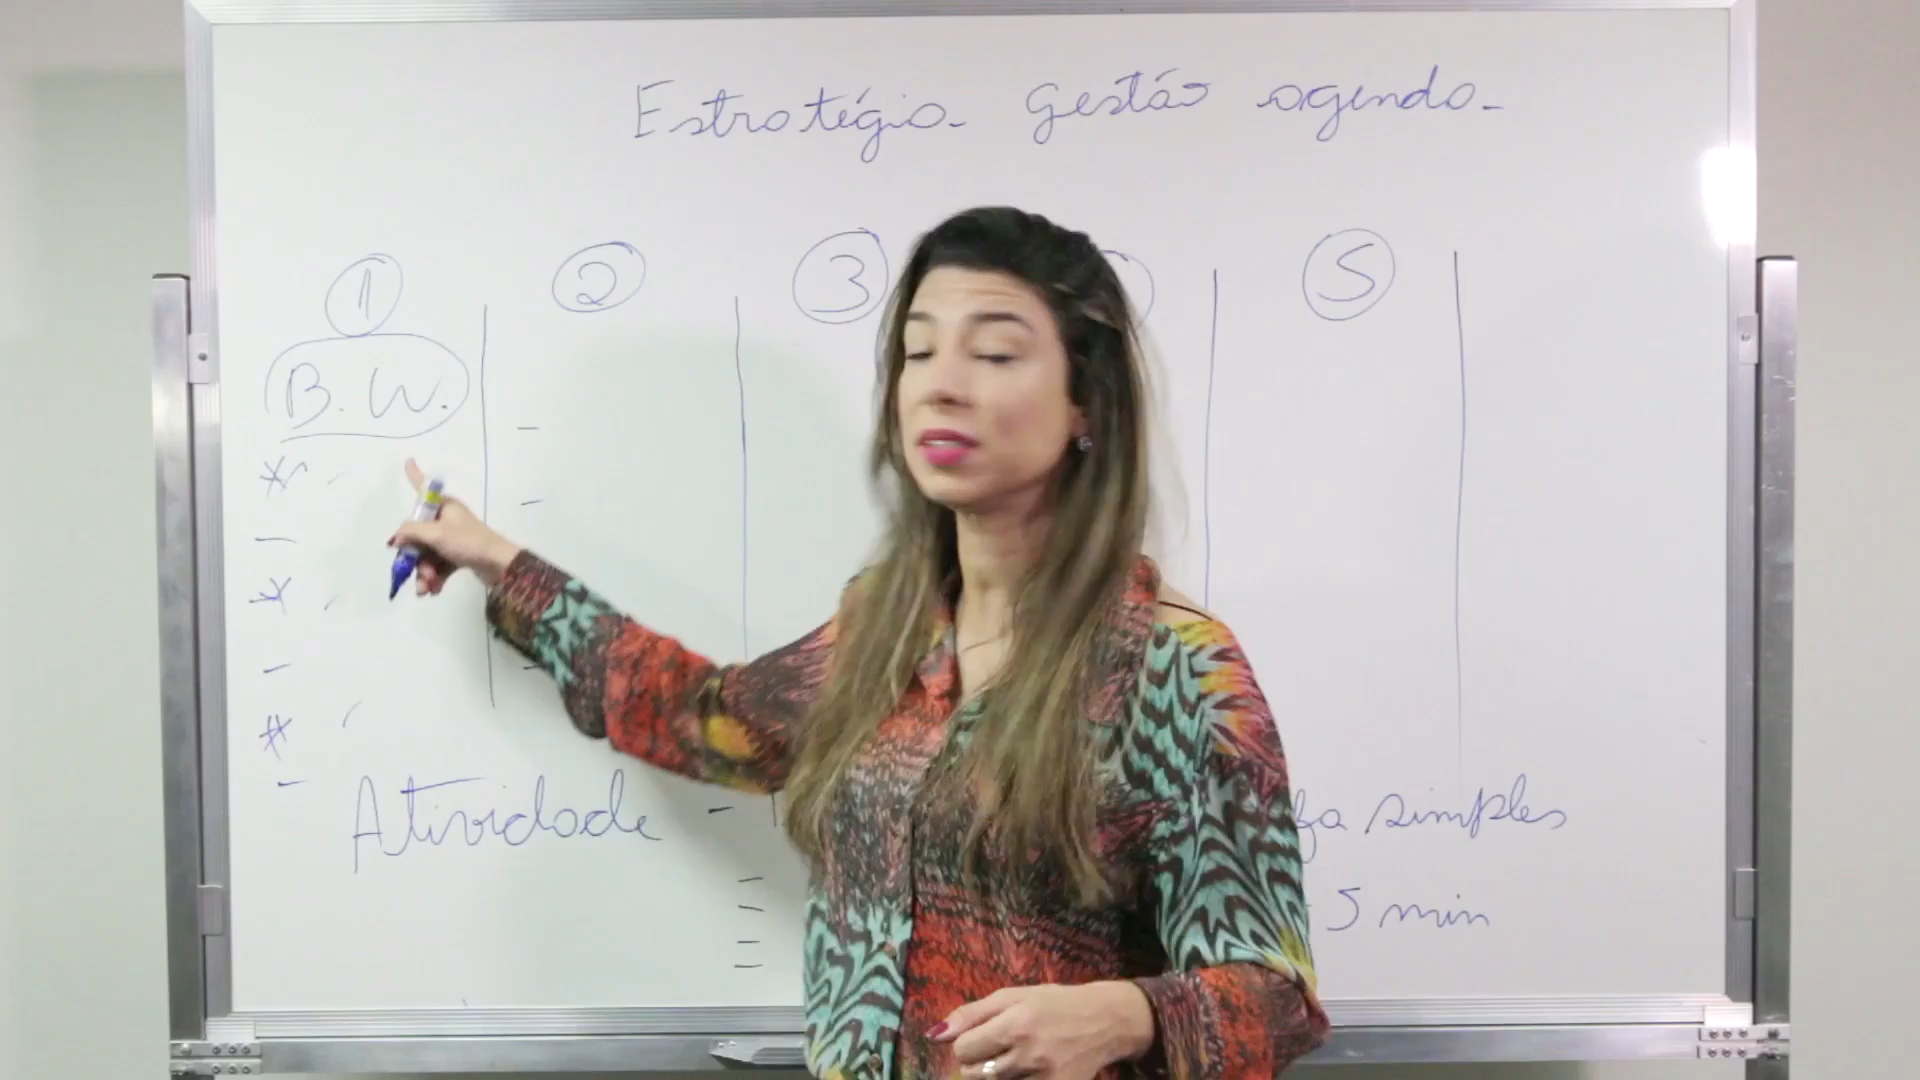 Estratégia Gestão agenda
1 2 3 5
B. W.
Atividade - simples
5 min